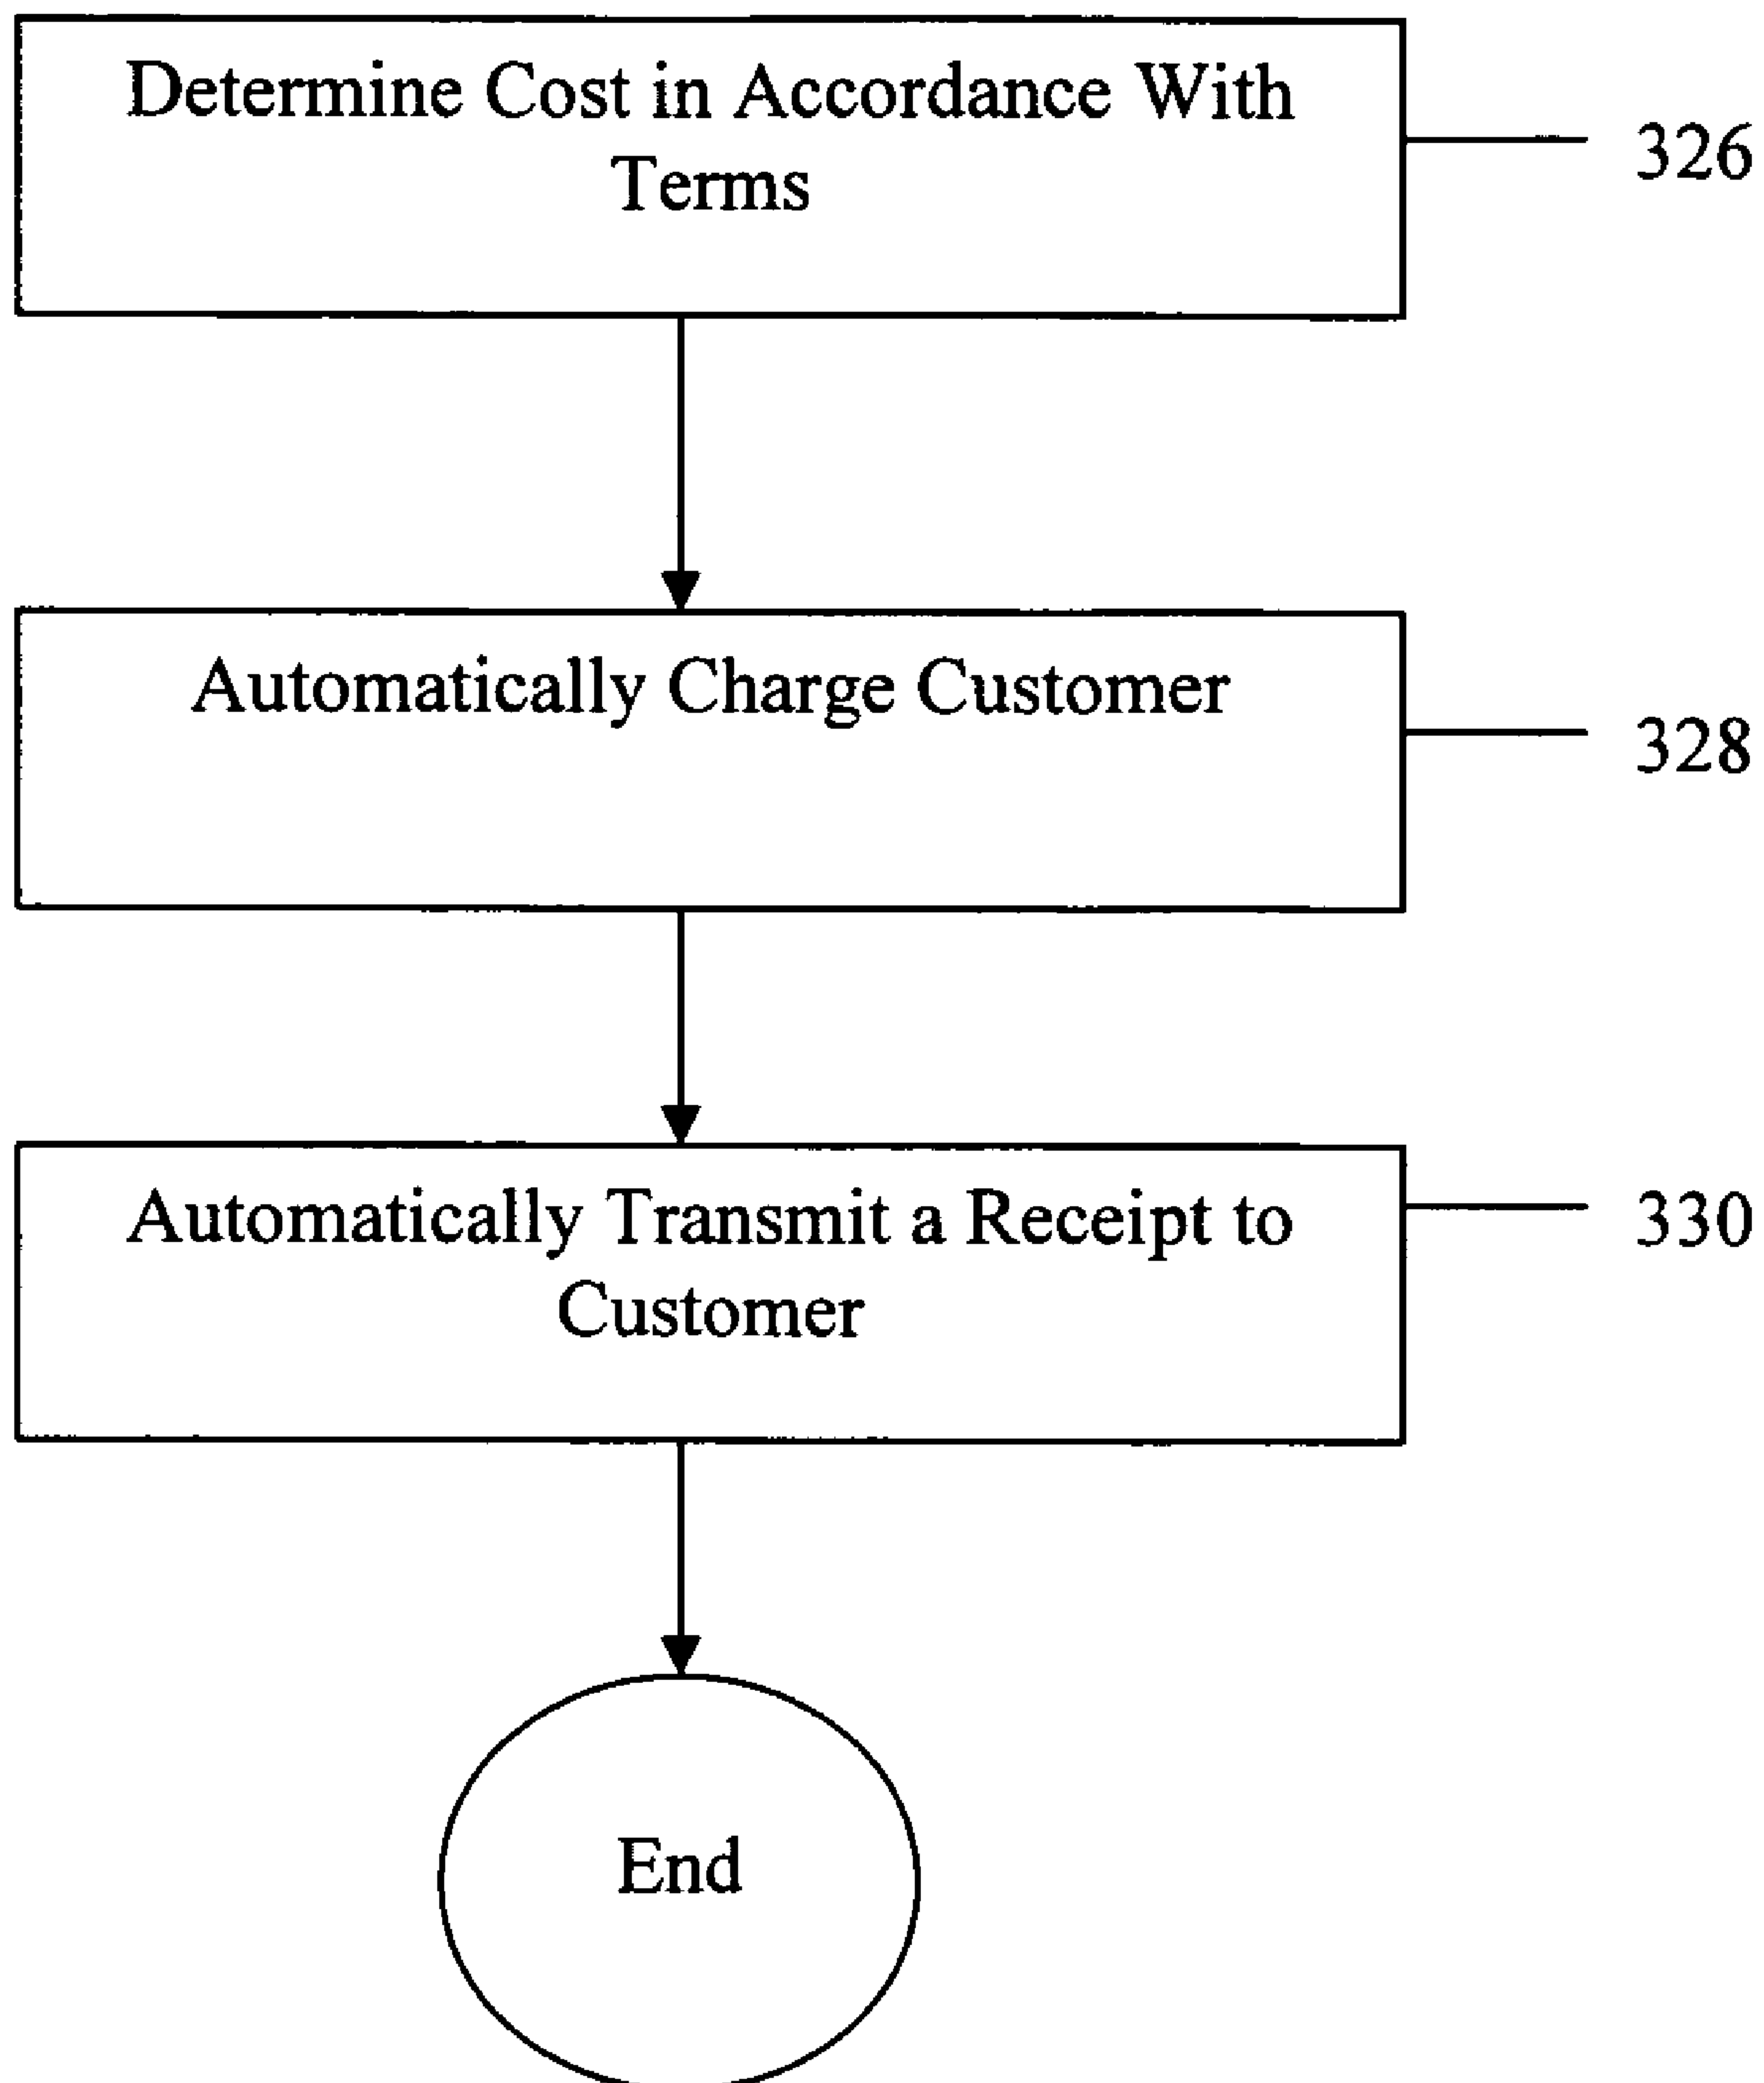 Determine Cost in Accordance With
Terms
326
Automatically Charge Customer
328
Automatically Transmit a Receipt to
Customer
330
End